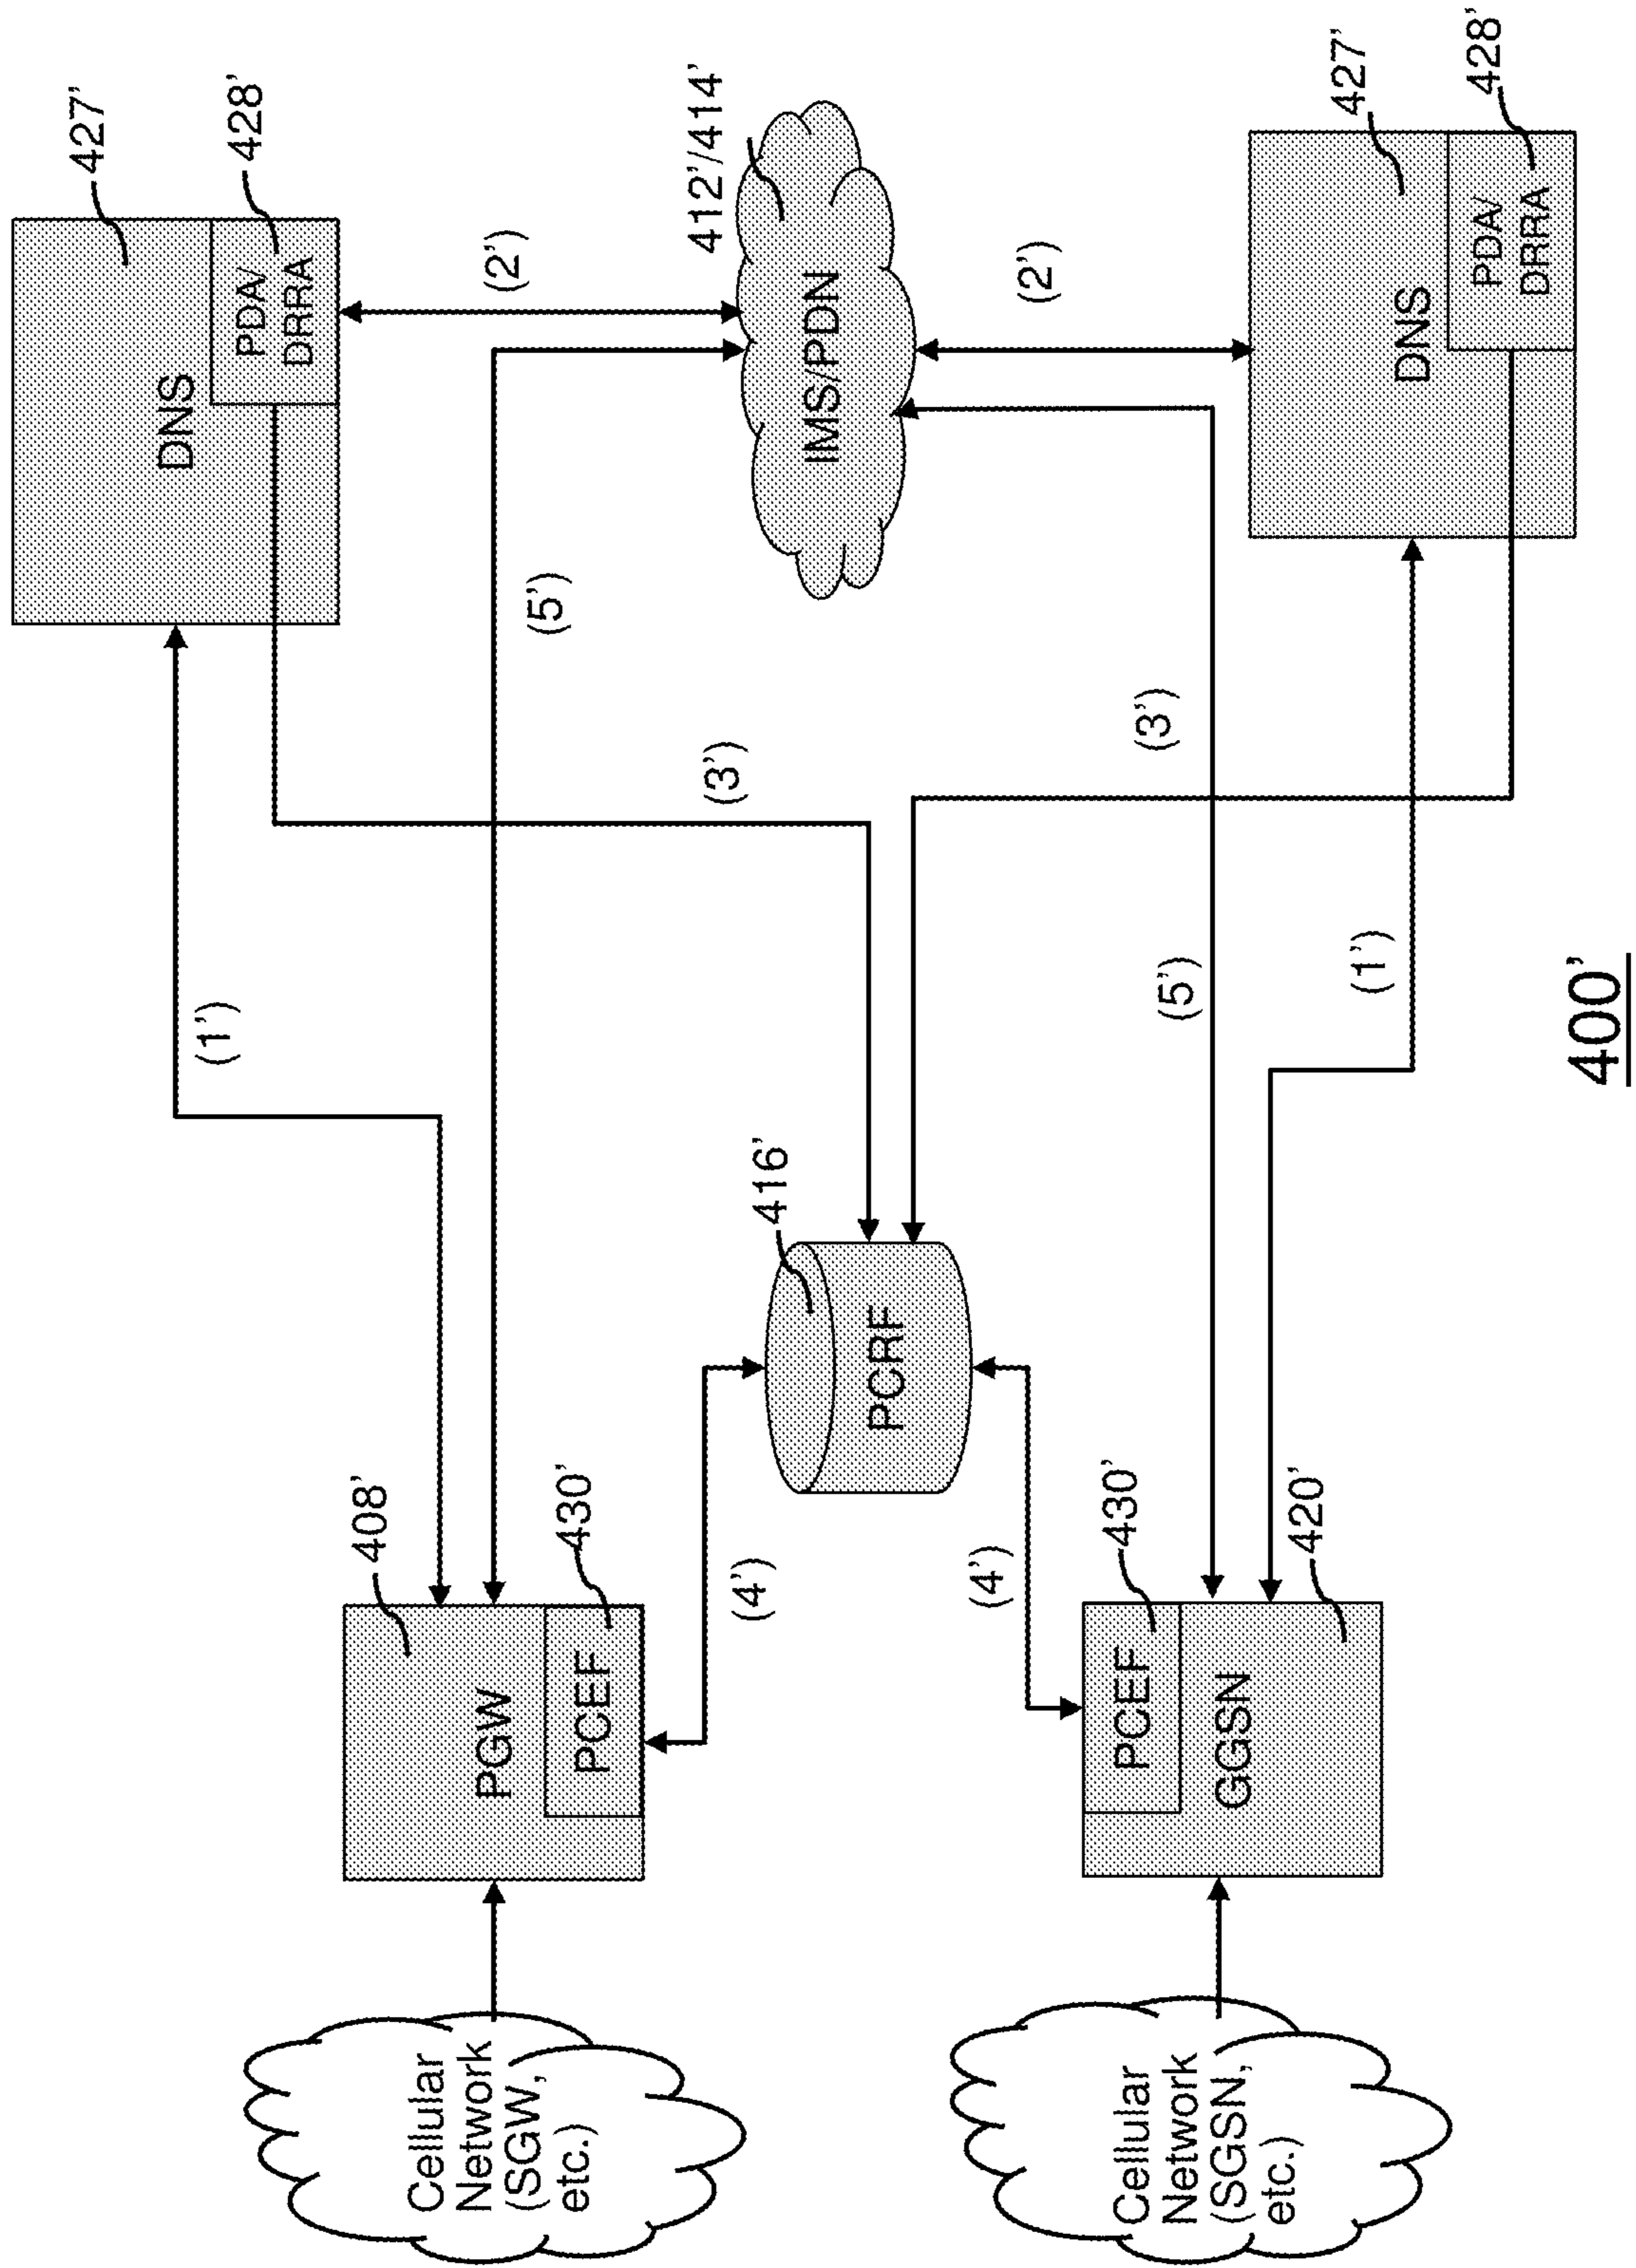 Cellular
Network
(SGW,
etc.)
PGW
408'
PCEF
430'
(1')
DNS
427'
PDA/
DRRA
428'
(2')
(5')
(3')
(4')
PCRF
416'
IMS/PDN
412'/414'
(4')
(3')
(2')
(5')
(1')
Cellular
Network
(SGSN,
etc.)
PCEF
430'
GGSN
420'
DNS
427'
PDA/
DRRA
428'
400'